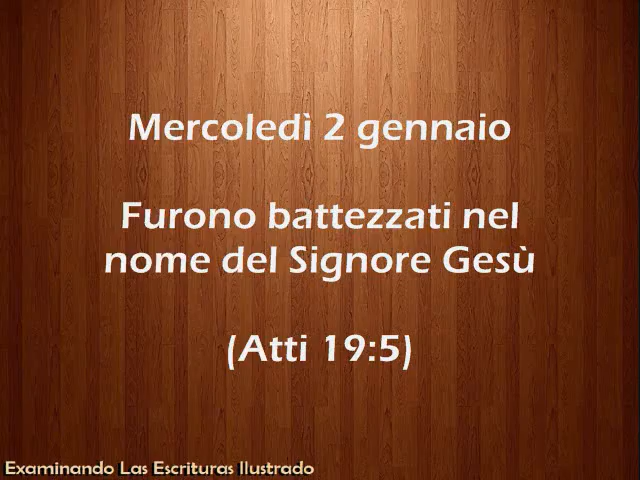 Mercoledì 2 gennaio
Furono battezzati nel
nome del Signore Gesù
(Atti 19:5)
Examinando Las Escrituras Ilustrado